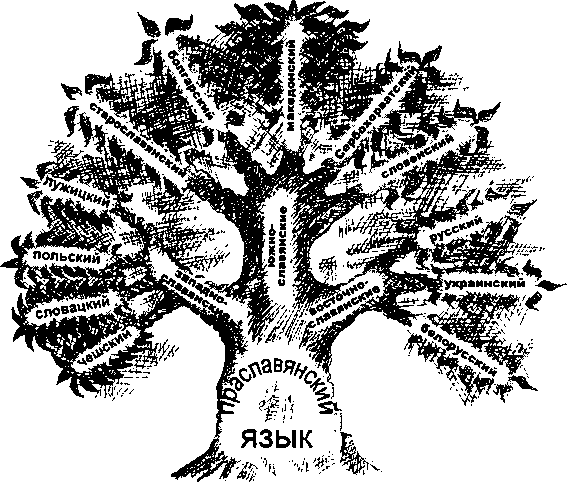 старославянский
болгарский
македонский
сербохорватский
словенский
лужицкий
польский
словацкий
чешский
западно-
славянские
южно-
славянские
восточно-
славянские
русский
украинский
белорусский
праславянский
язык